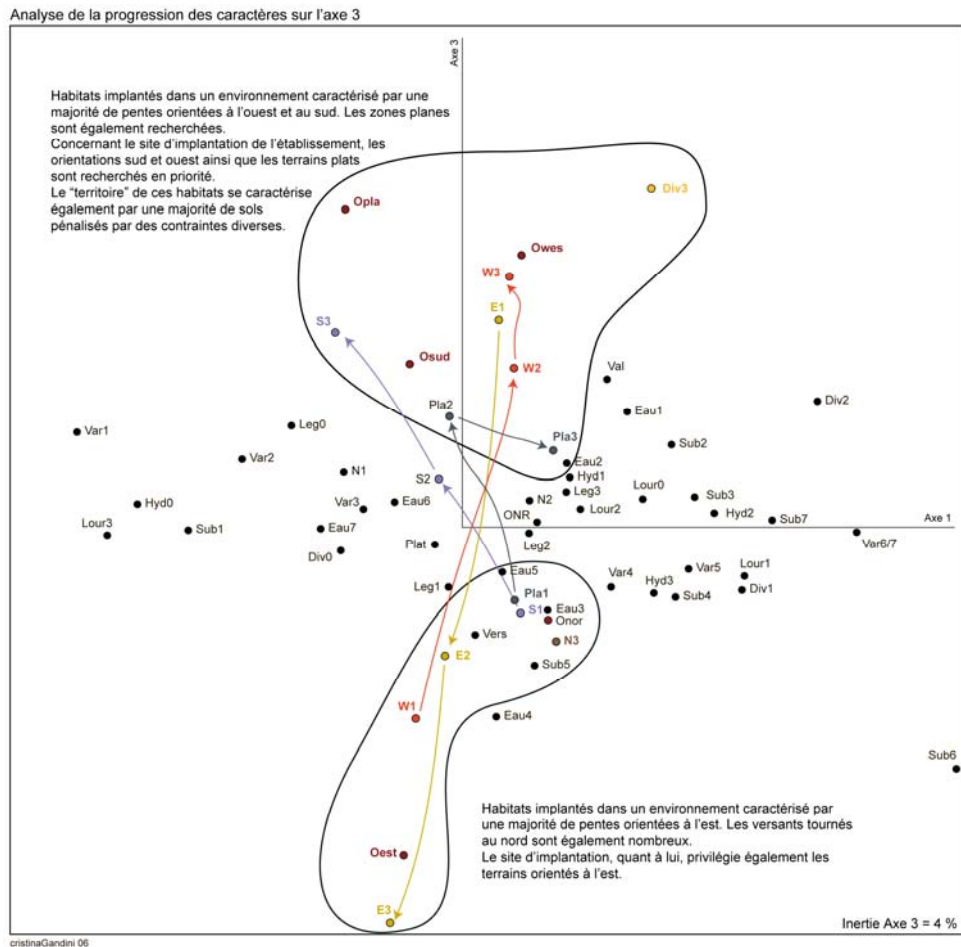 Analyse de la progression des caractères sur l'axe 3
Axe 3
Habitats implantés dans un environnement caractérisé par une
majorité de pentes orientées à l'ouest et au sud. Les zones planes
sont également recherchées.
Concernant le site d'implantation de l'établissement, les
orientations sud et ouest ainsi que les terrains plats
sont recherchés en priorité.
Le "territoire" de ces habitats se caractérise
également par une majorité de sols
pénalisés par des contraintes diverses.
Opla
Div3
Owes
W3
E1
S3
Osud
W2
Val
Pla2
Div2
Eau1
Var1
Leg0
Pla3
Sub2
Var2
N1
Eau2
S2
Hyd1
Hyd0
Var3
Eau6
N2
Leg3
Lour0
Sub3
Lour2
Hyd2
Lour3
Sub1
Eau7
ONR
Sub7
Axe 1
Leg2
Var6/7
Div0
Plat
Eau5
Var4
Var5
Lour1
Leg1
Hyd3
Sub4
Div1
Pla1
S1
Eau3
Onor
Vers
N3
E2
Sub5
W1
Eau4
Sub6
Habitats implantés dans un environnement caractérisé par
une majorité de pentes orientées à l'est. Les versants tournés
au nord sont également nombreux.
Le site d'implantation, quant à lui, privilégie également les
terrains orientés à l'est.
Oest
E3
Inertie Axe 3 = 4 %
cristinaGandini 06